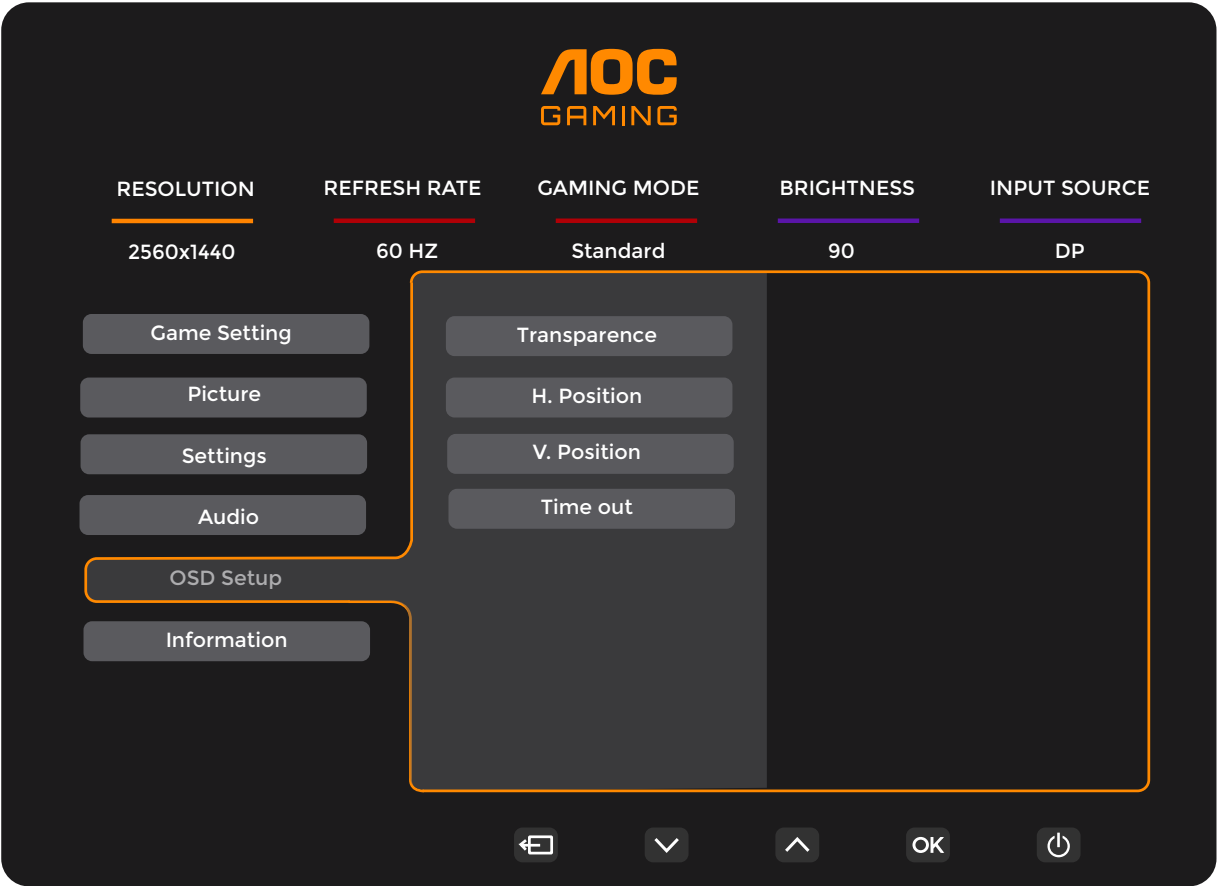 AOC
GAMING
RESOLUTION REFRESH RATE GAMING MODE BRIGHTNESS INPUT SOURCE
2560x1440 60 HZ Standard 90 DP
Game Setting
Picture
Settings
Audio
OSD Setup
Information
Transparence
H. Position
V. Position
Time out
OK